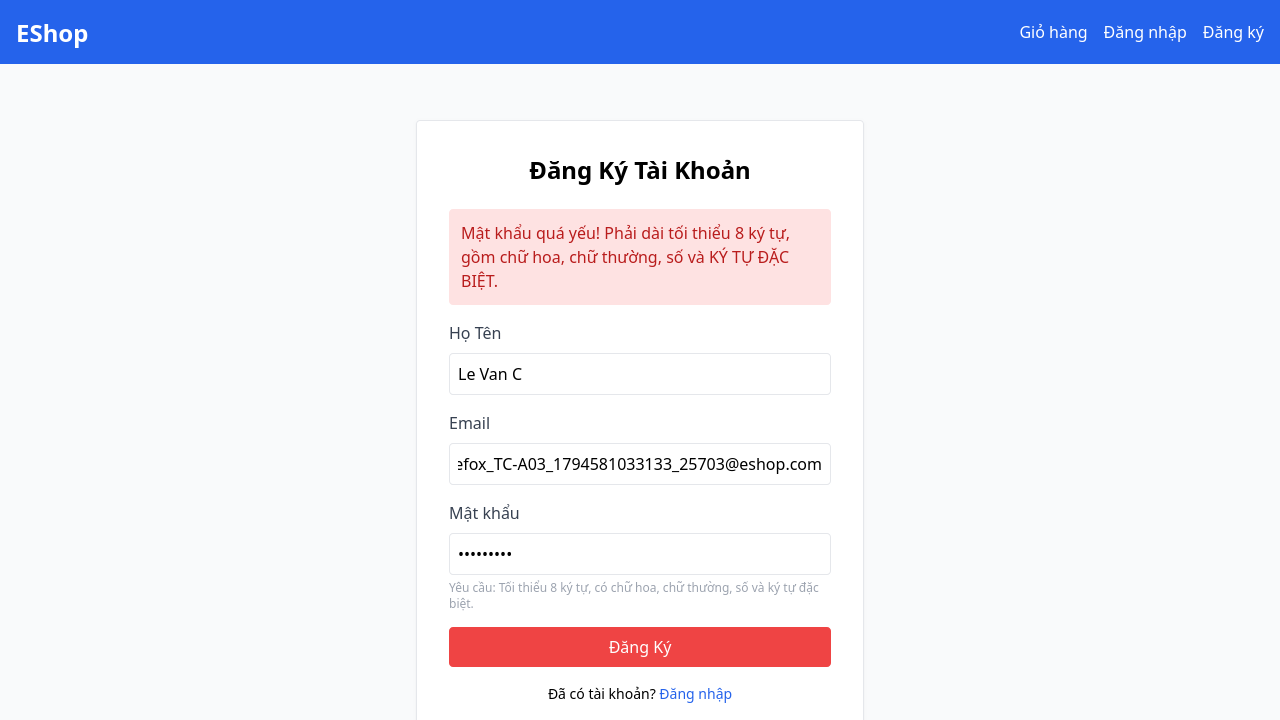 EShop
Giỏ hàng
Đăng nhập
Đăng ký
Đăng Ký Tài Khoản
Mật khẩu quá yếu! Phải dài tối thiểu 8 ký tự,
gồm chữ hoa, chữ thường, số và KÝ TỰ ĐẶC
BIỆT.
Họ Tên
Le Van C
Email
efox_TC-A03_1794581033133_25703@eshop.com
Mật khẩu
•••••••••
Yêu cầu: Tối thiểu 8 ký tự, có chữ hoa, chữ thường, số và ký tự đặc
biệt.
Đăng Ký
Đã có tài khoản? Đăng nhập